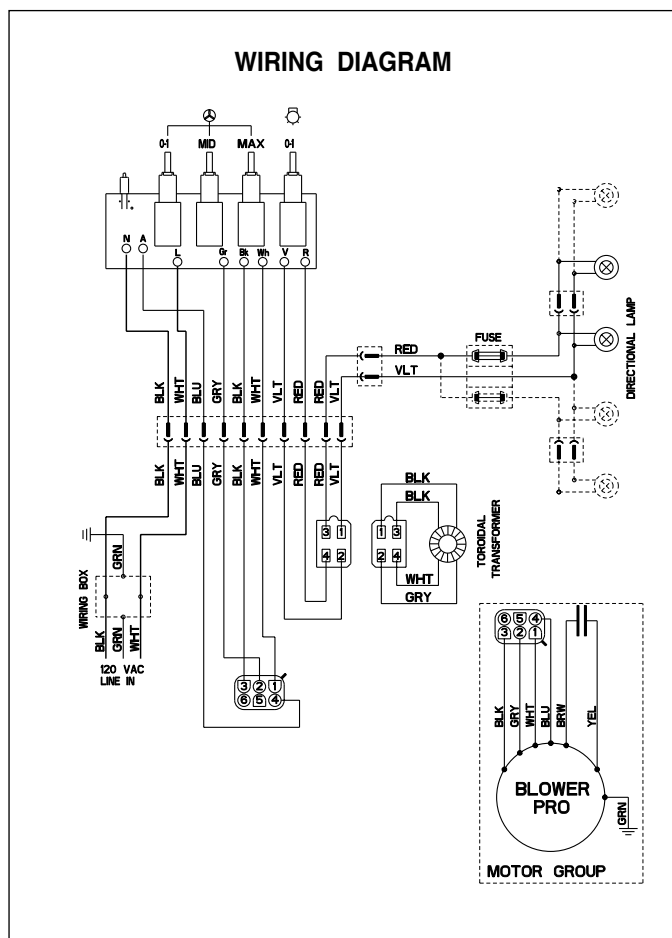 WIRING DIAGRAM
0-1 MID MAX 0-1
N A L Gr Bk Wh V R
BLK WHT BLU GRY BLK WHT VLT RED RED VLT
RED
VLT
FUSE
DIRECTIONAL LAMP
BLK WHT BLU GRY BLK WHT VLT RED RED VLT
3 1
4 2
1 3
2 4
BLK
BLK
WHT
GRY
TOROIDAL
TRANSFORMER
GRN
WIRING BOX
BLK GRN WHT
120 VAC
LINE IN
3 2 1
6 5 4
6 5 4
3 2 1
BLK GRY WHT BLU BRW YEL
BLOWER
PRO
GRN
MOTOR GROUP